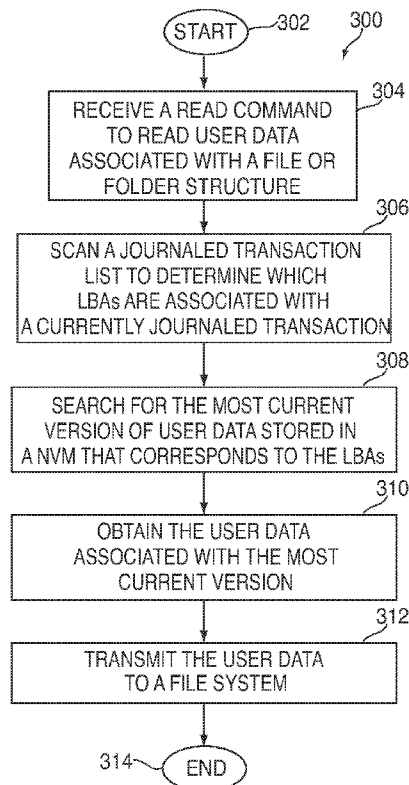 START
302
300
304
RECEIVE A READ COMMAND
TO READ USER DATA
ASSOCIATED WITH A FILE OR
FOLDER STRUCTURE
306
SCAN A JOURNALED TRANSACTION
LIST TO DETERMINE WHICH
LBAs ARE ASSOCIATED WITH
A CURRENTLY JOURNALED TRANSACTION
308
SEARCH FOR THE MOST CURRENT
VERSION OF USER DATA STORED IN
A NVM THAT CORRESPONDS TO THE LBAs
310
OBTAIN THE USER DATA
ASSOCIATED WITH THE MOST
CURRENT VERSION
312
TRANSMIT THE USER DATA
TO A FILE SYSTEM
314
END